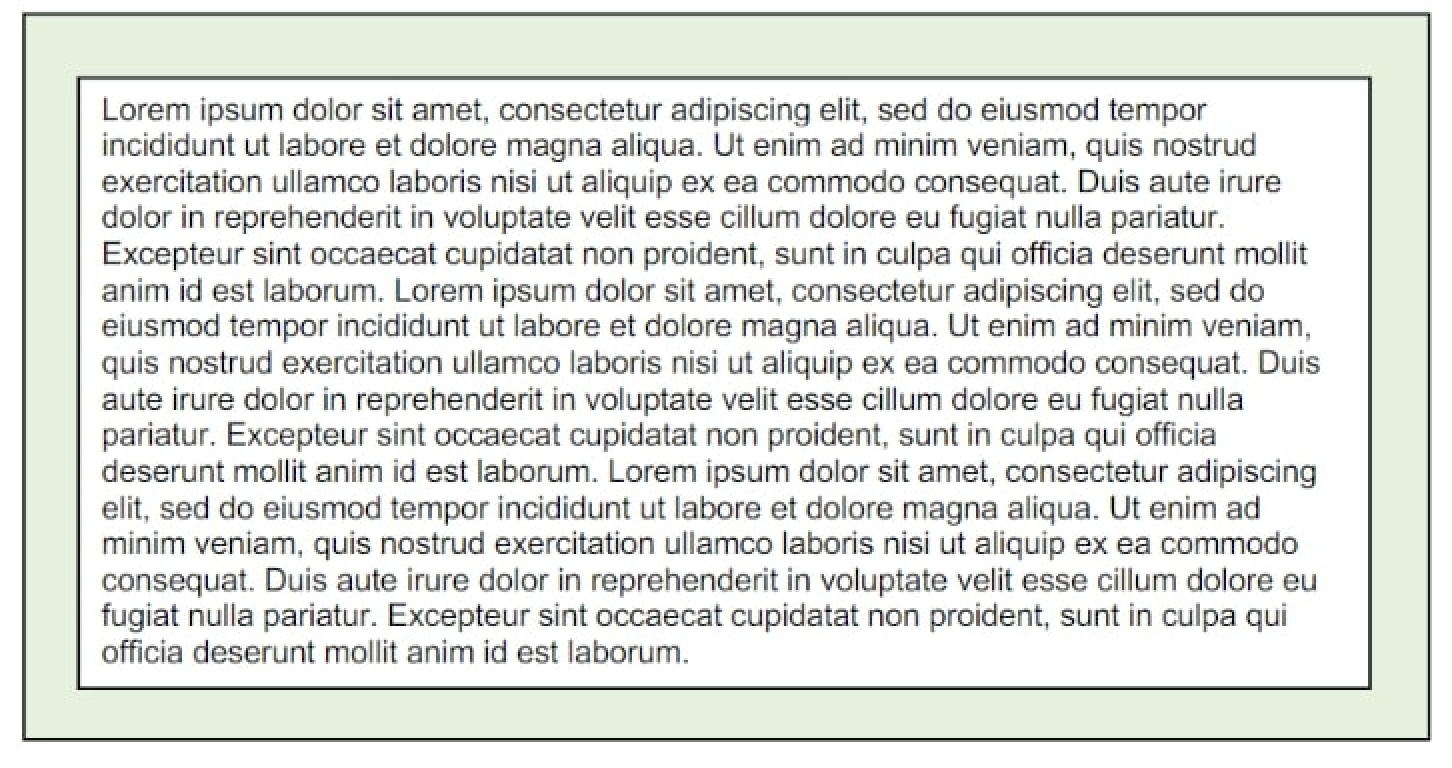 Lorem ipsum dolor sit amet, consectetur adipiscing elit, sed do eiusmod tempor
incididunt ut labore et dolore magna aliqua. Ut enim ad minim veniam, quis nostrud
exercitation ullamco laboris nisi ut aliquip ex ea commodo consequat. Duis aute irure
dolor in reprehenderit in voluptate velit esse cillum dolore eu fugiat nulla pariatur.
Excepteur sint occaecat cupidatat non proident, sunt in culpa qui officia deserunt mollit
anim id est laborum. Lorem ipsum dolor sit amet, consectetur adipiscing elit, sed do
eiusmod tempor incididunt ut labore et dolore magna aliqua. Ut enim ad minim veniam,
quis nostrud exercitation ullamco laboris nisi ut aliquip ex ea commodo consequat. Duis
aute irure dolor in reprehenderit in voluptate velit esse cillum dolore eu fugiat nulla
pariatur. Excepteur sint occaecat cupidatat non proident, sunt in culpa qui officia
deserunt mollit anim id est laborum. Lorem ipsum dolor sit amet, consectetur adipiscing
elit, sed do eiusmod tempor incididunt ut labore et dolore magna aliqua. Ut enim ad
minim veniam, quis nostrud exercitation ullamco laboris nisi ut aliquip ex ea commodo
consequat. Duis aute irure dolor in reprehenderit in voluptate velit esse cillum dolore eu
fugiat nulla pariatur. Excepteur sint occaecat cupidatat non proident, sunt in culpa qui
officia deserunt mollit anim id est laborum.